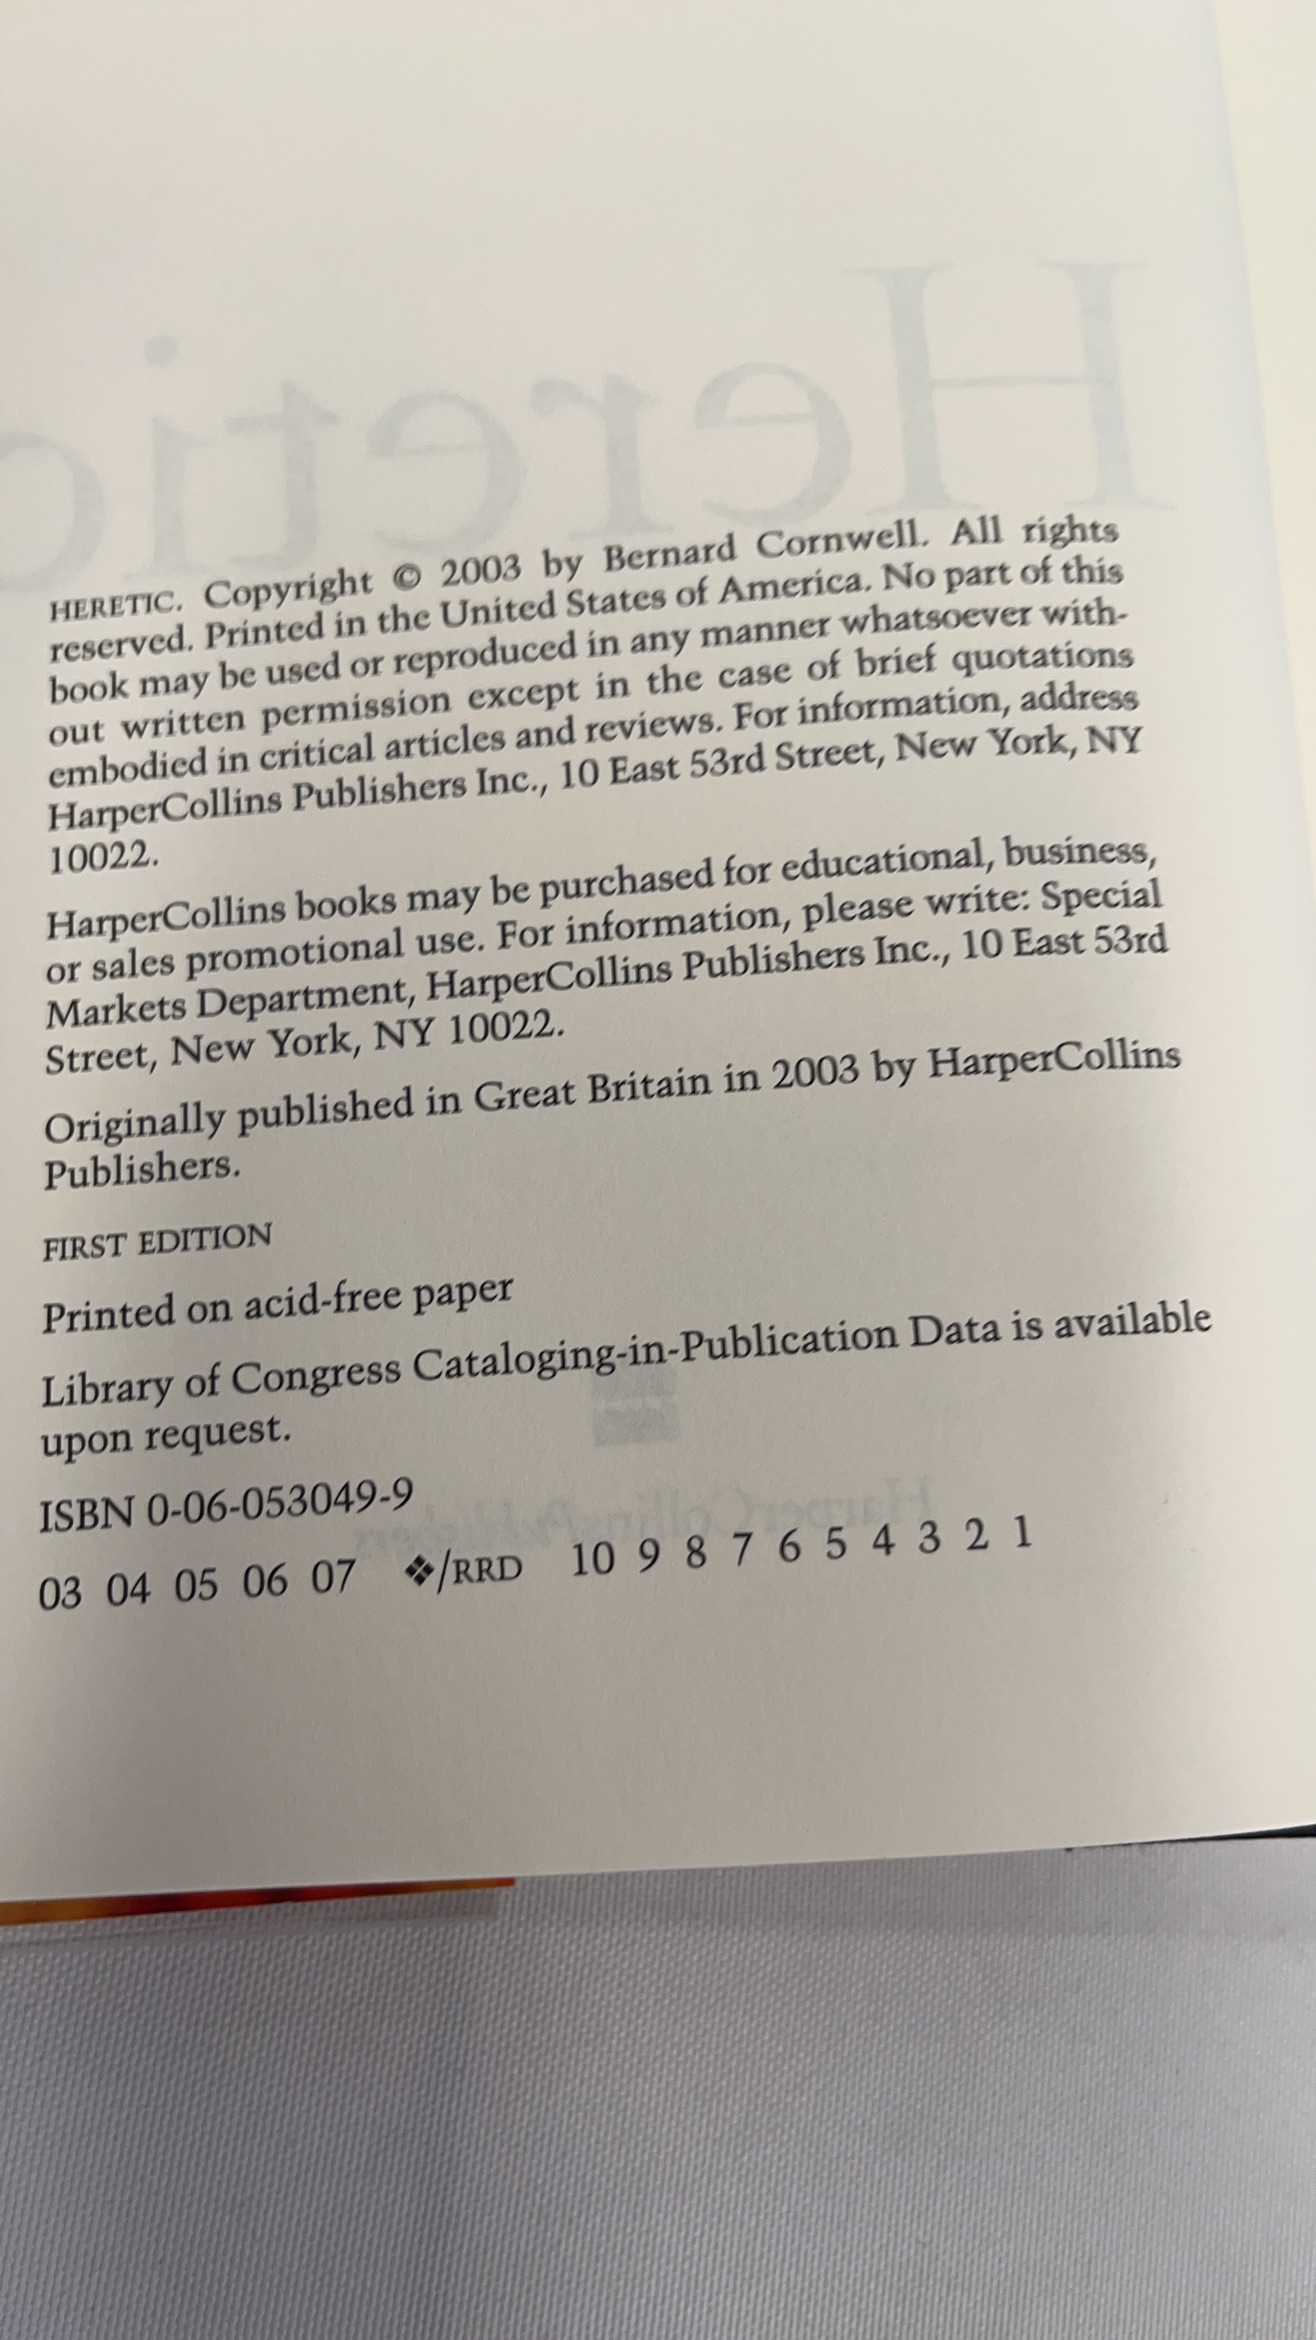 Heretic
HERETIC. Copyright © 2003 by Bernard Cornwell. All rights
reserved. Printed in the United States of America. No part of this
book may be used or reproduced in any manner whatsoever with-
out written permission except in the case of brief quotations
embodied in critical articles and reviews. For information, address
HarperCollins Publishers Inc., 10 East 53rd Street, New York, NY
10022.
HarperCollins books may be purchased for educational, business,
or sales promotional use. For information, please write: Special
Markets Department, HarperCollins Publishers Inc., 10 East 53rd
Street, New York, NY 10022.
Originally published in Great Britain in 2003 by HarperCollins
Publishers.
FIRST EDITION
Printed on acid-free paper
Library of Congress Cataloging-in-Publication Data is available
upon request.
ISBN 0-06-053049-9
HarperCollinsPublishers
03 04 05 06 07 ❖/RRD 10 9 8 7 6 5 4 3 2 1